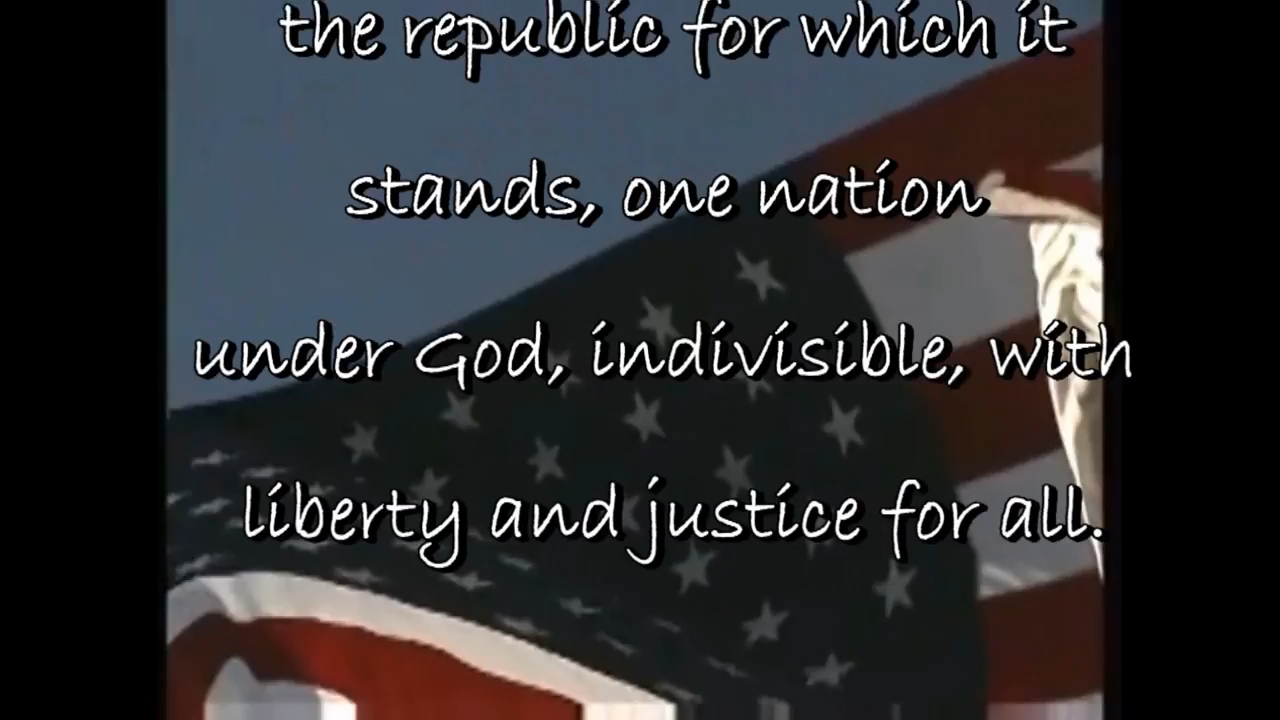 the republic for which it
stands, one nation
under God, indivisible, with
liberty and justice for all.